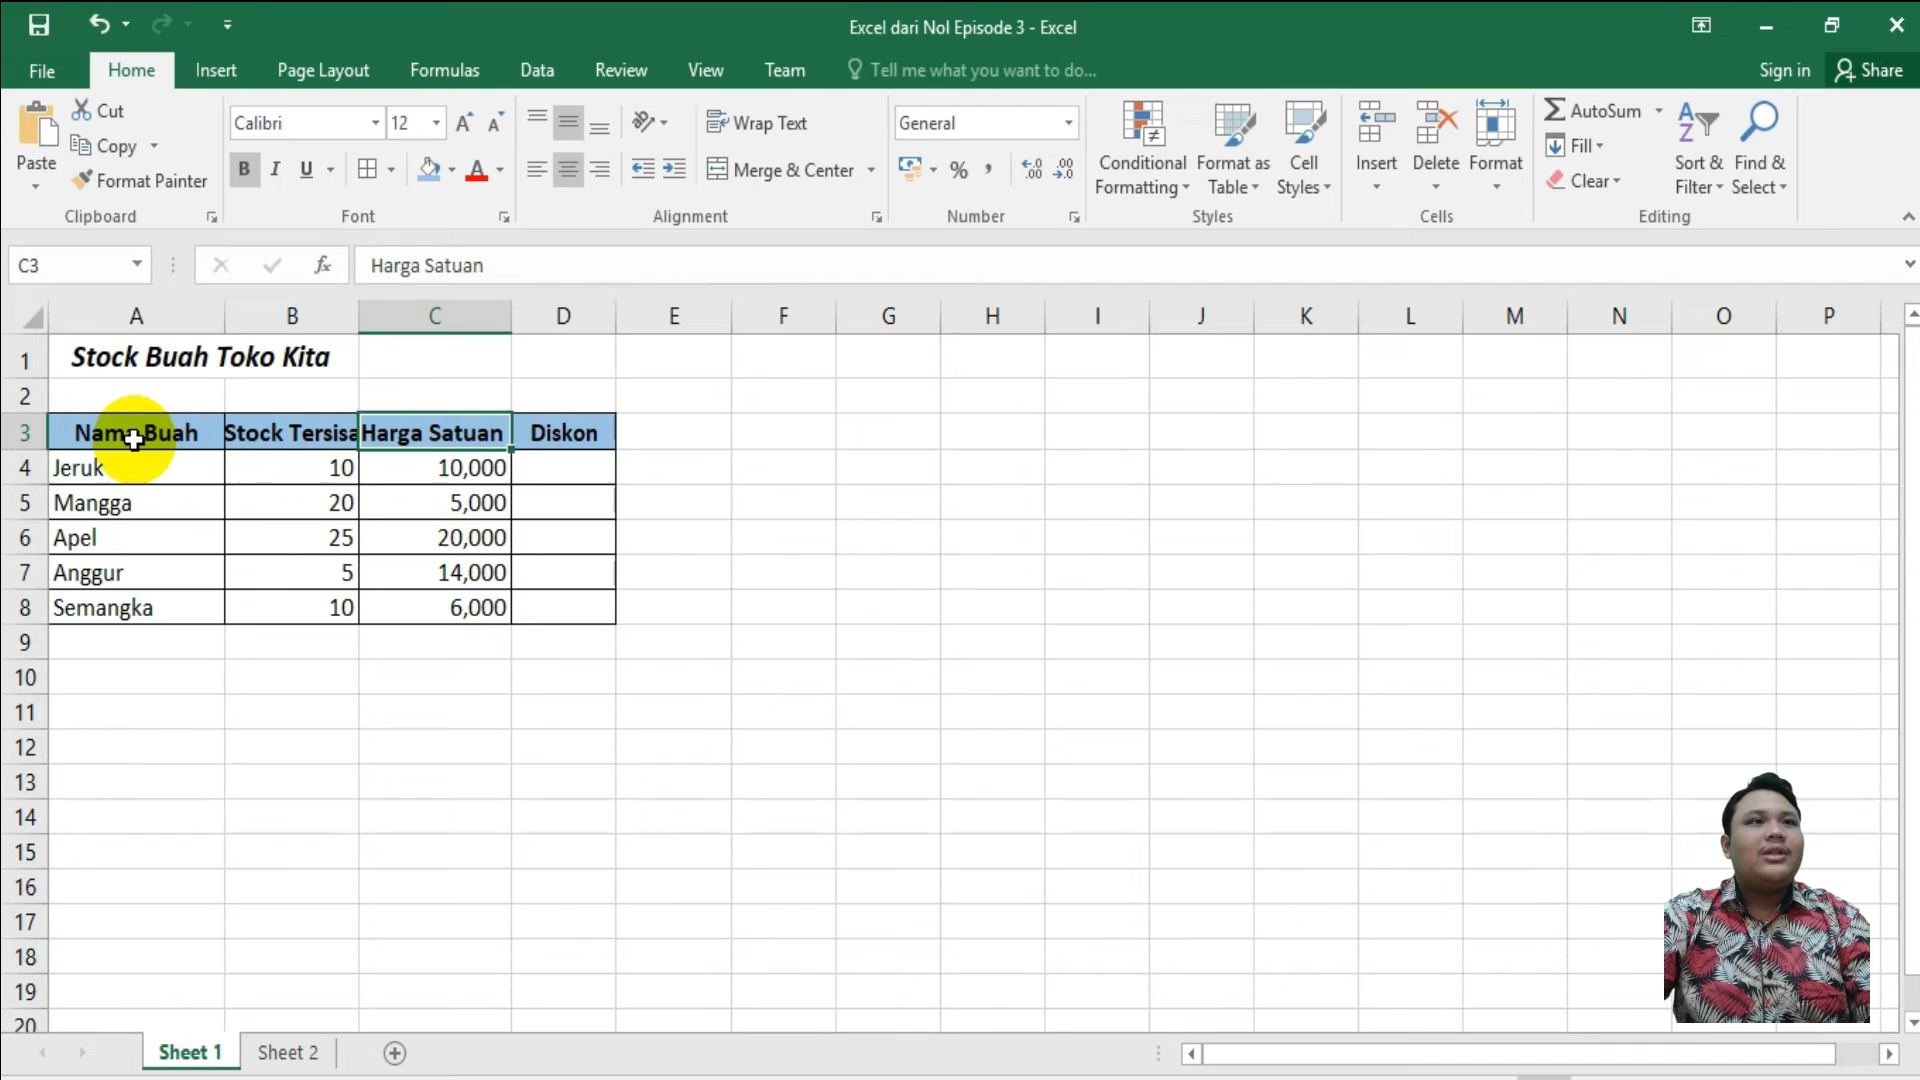 Excel dari Nol Episode 3 - Excel
File Home Insert Page Layout Formulas Data Review View Team Tell me what you want to do... Sign in Share
Cut
Copy
Format Painter
Paste
Clipboard
Calibri 12
B I U A
Font
Wrap Text
Merge & Center
Alignment
General
% ,
Number
Conditional Formatting
Format as Table
Cell Styles
Styles
Insert Delete Format
Cells
AutoSum
Fill
Clear
Sort & Filter
Find & Select
Editing
C3 fx Harga Satuan
A B C D E F G H I J K L M N O P
1 Stock Buah Toko Kita
2
3 Nama Buah Stock Tersisa Harga Satuan Diskon
4 Jeruk 10 10,000
5 Mangga 20 5,000
6 Apel 25 20,000
7 Anggur 5 14,000
8 Semangka 10 6,000
9
10
11
12
13
14
15
16
17
18
19
20
Sheet 1 Sheet 2